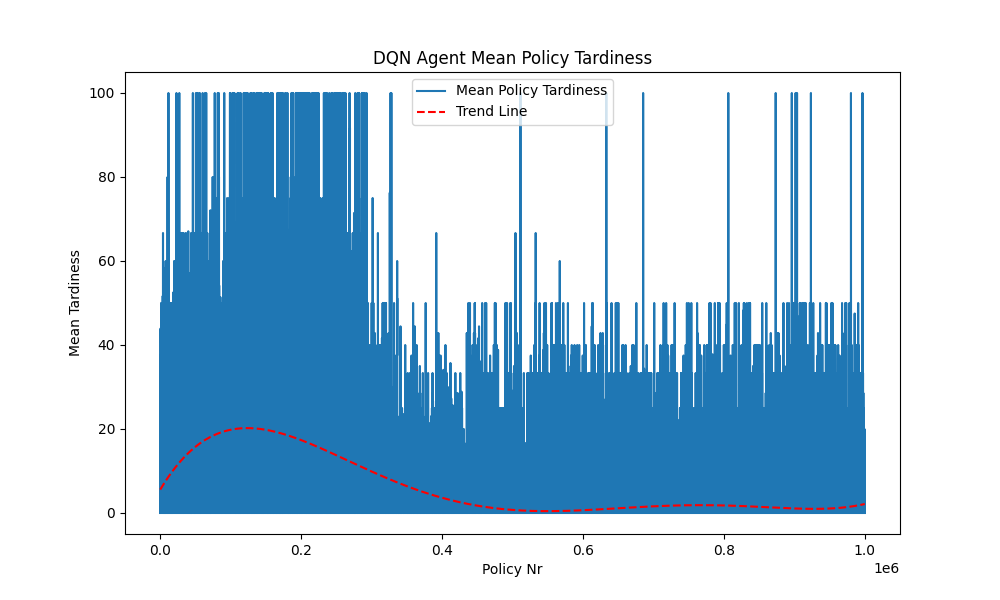 DQN Agent Mean Policy Tardiness
Mean Policy Tardiness
Trend Line
Mean Tardiness
100
80
60
40
20
0
0.0 0.2 0.4 0.6 0.8 1.0
1e6
Policy Nr